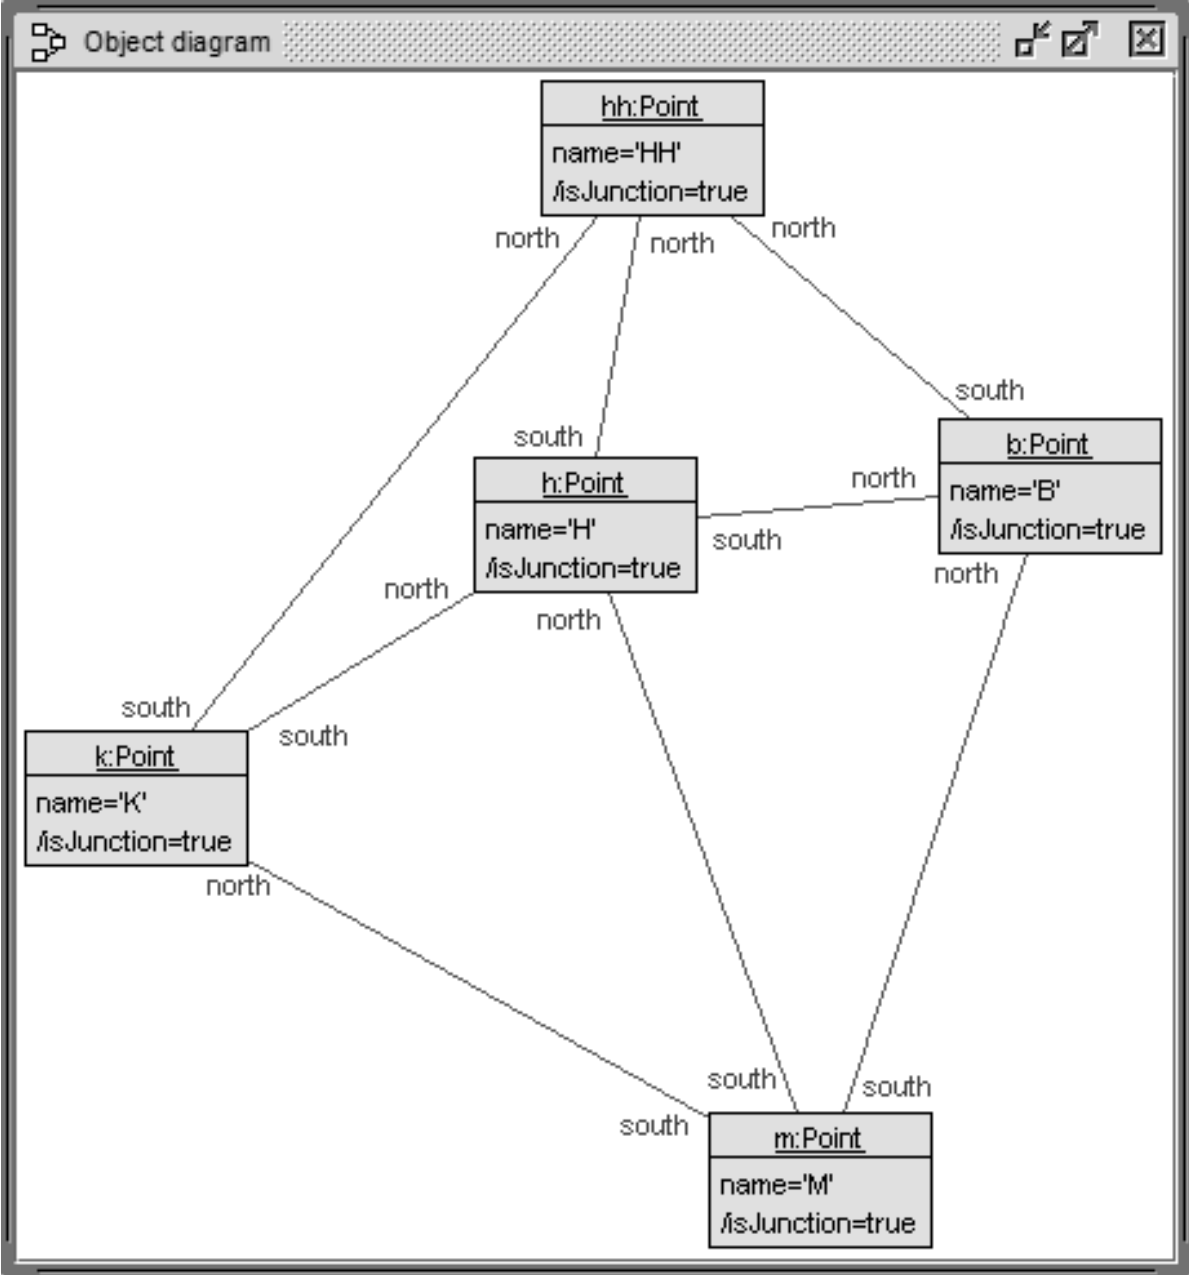 Object diagram
hh:Point
name='HH'
/isJunction=true
north
north
north
south
south
b:Point
name='B'
/isJunction=true
h:Point
name='H'
/isJunction=true
north
south
north
north
north
south
south
k:Point
name='K'
/isJunction=true
north
south
south
south
m:Point
name='M'
/isJunction=true